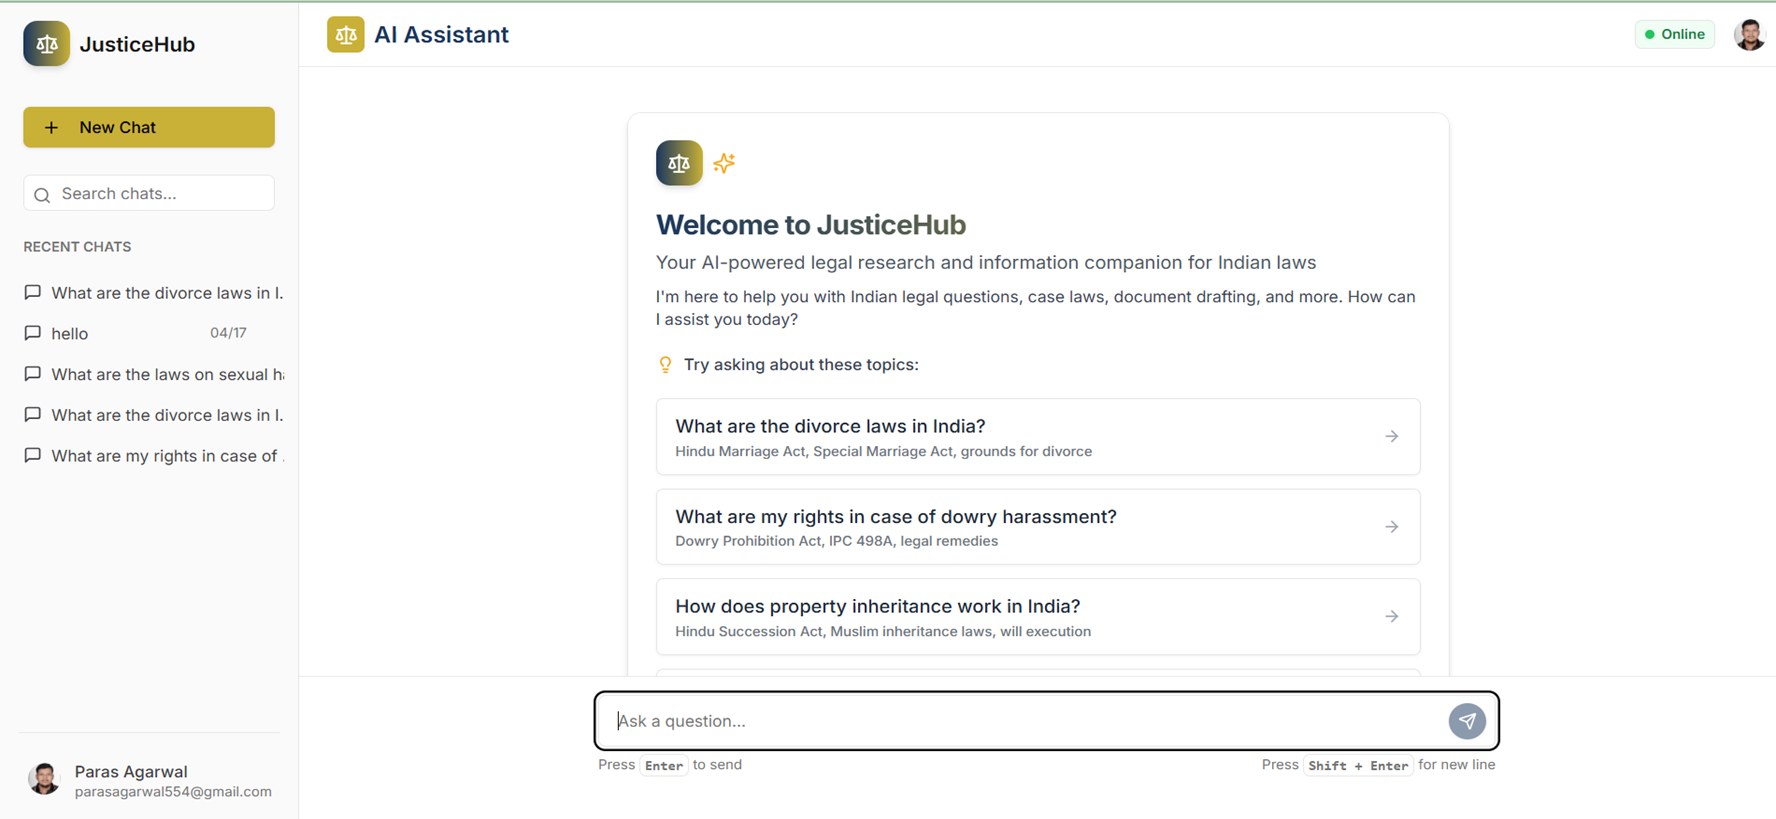 JusticeHub
New Chat
Search chats...
RECENT CHATS
What are the divorce laws in I.
hello 04/17
What are the laws on sexual ha
What are the divorce laws in I.
What are my rights in case of .
Paras Agarwal
parasagarwal554@gmail.com
AI Assistant
Online
Welcome to JusticeHub
Your AI-powered legal research and information companion for Indian laws
I'm here to help you with Indian legal questions, case laws, document drafting, and more. How can
I assist you today?
Try asking about these topics:
What are the divorce laws in India?
Hindu Marriage Act, Special Marriage Act, grounds for divorce
What are my rights in case of dowry harassment?
Dowry Prohibition Act, IPC 498A, legal remedies
How does property inheritance work in India?
Hindu Succession Act, Muslim inheritance laws, will execution
Ask a question...
Press Enter to send
Press Shift + Enter for new line